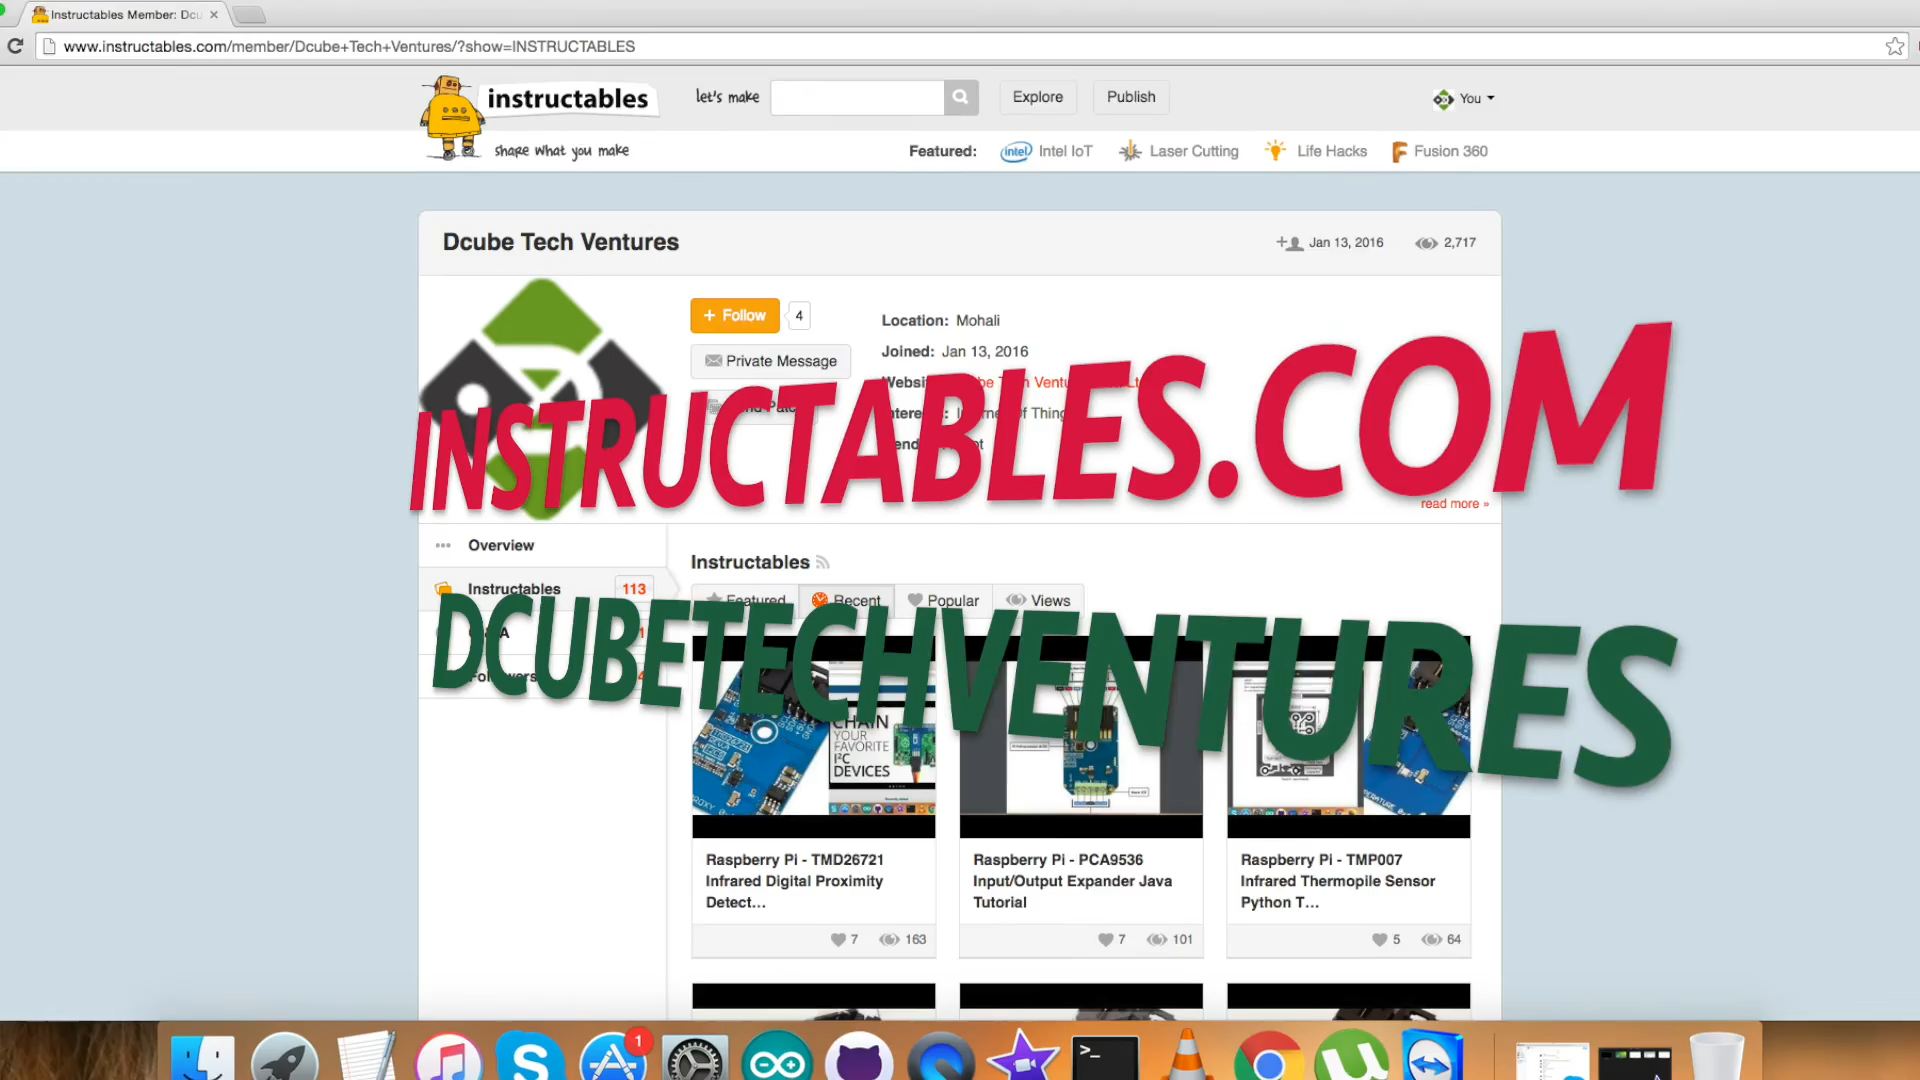 Instructables Member: Dcu
www.instructables.com/member/Dcube+Tech+Ventures/?show=INSTRUCTABLES
instructables
let's make
Explore
Publish
You
share what you make
Featured:
intel
Intel IoT
Laser Cutting
Life Hacks
Fusion 360
Dcube Tech Ventures
Jan 13, 2016
2,717
+ Follow
4
Private Message
Location: Mohali
Joined: Jan 13, 2016
INSTRUCTABLES.COM
read more »
Overview
Instructables
113
Instructables
Featured
Recent
Popular
Views
DCUBETECHVENTURES
CHAIN
YOUR
FAVORITE
I²C
DEVICES
Raspberry Pi - TMD26721
Infrared Digital Proximity
Detect...
7
163
Raspberry Pi - PCA9536
Input/Output Expander Java
Tutorial
7
101
Raspberry Pi - TMP007
Infrared Thermopile Sensor
Python T...
5
64
1